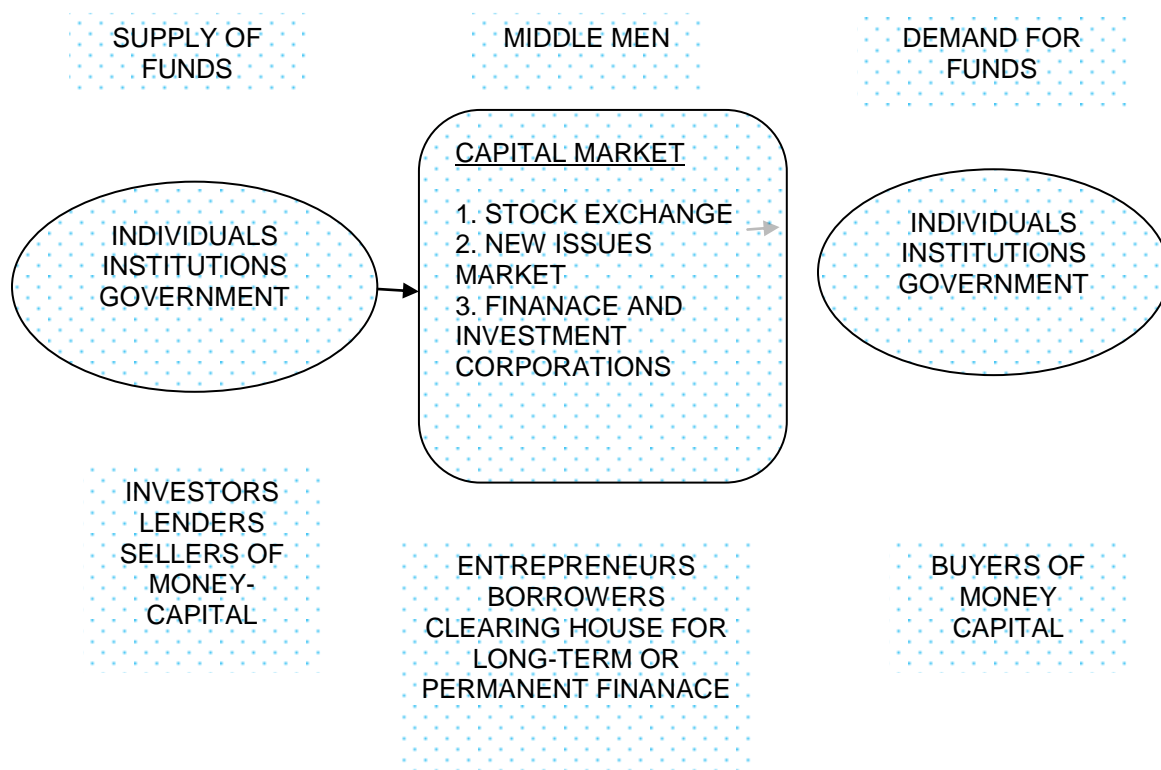 SUPPLY OF
FUNDS
MIDDLE MEN
DEMAND FOR
FUNDS
INDIVIDUALS
INSTITUTIONS
GOVERNMENT
CAPITAL MARKET
1. STOCK EXCHANGE
2. NEW ISSUES
MARKET
3. FINANACE AND
INVESTMENT
CORPORATIONS
INDIVIDUALS
INSTITUTIONS
GOVERNMENT
INVESTORS
LENDERS
SELLERS OF
MONEY-
CAPITAL
ENTREPRENEURS
BORROWERS
CLEARING HOUSE FOR
LONG-TERM OR
PERMANENT FINANACE
BUYERS OF
MONEY
CAPITAL